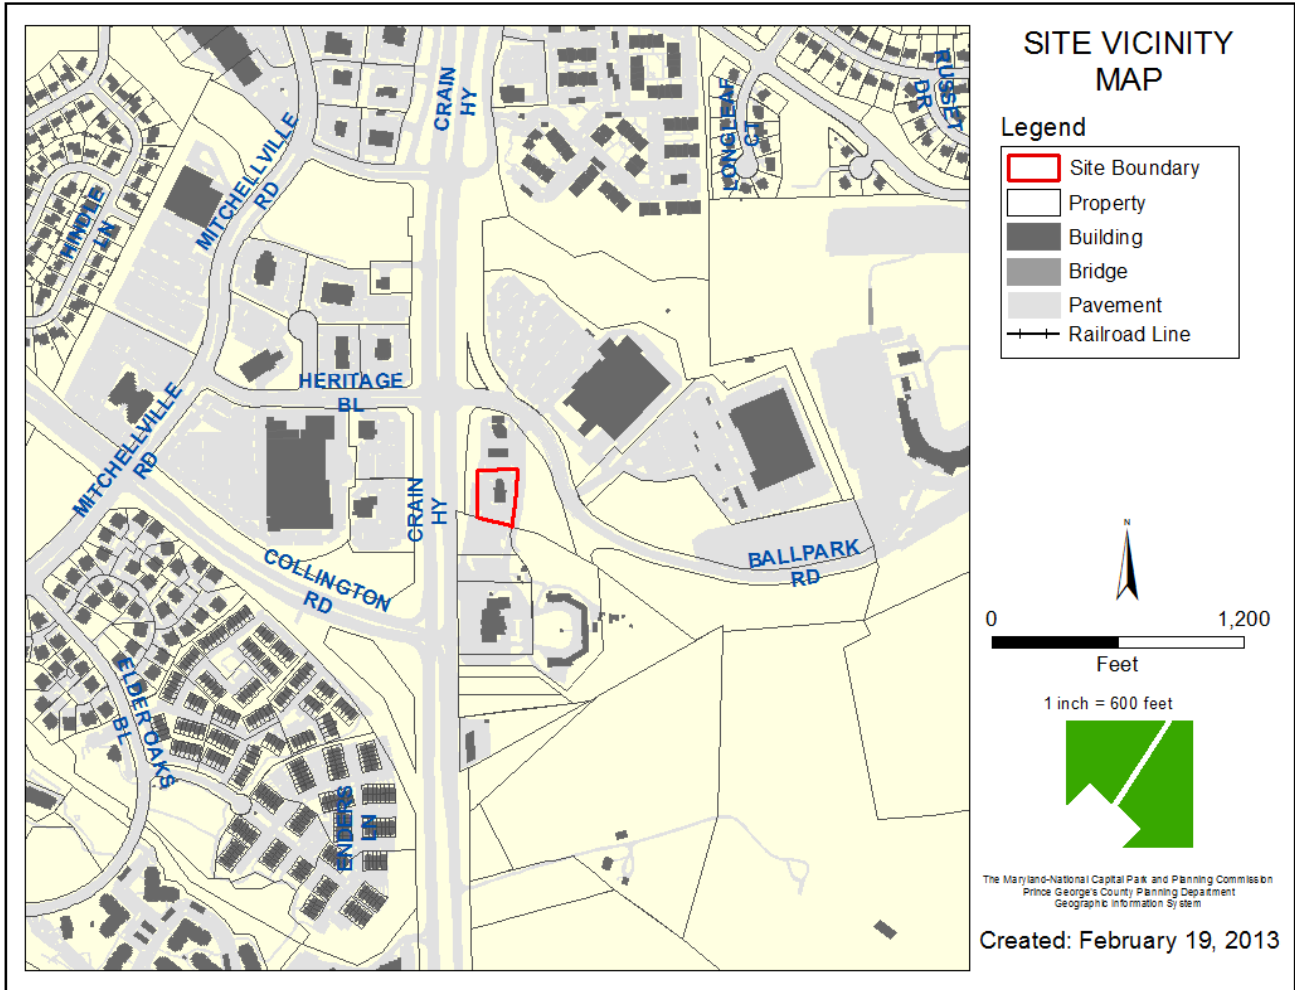 SITE VICINITY
MAP
Legend
Site Boundary
Property
Building
Bridge
Pavement
Railroad Line
CRAIN
HY
LONGLEAF
CT
RUSSET
DR
MITCHELLVILLE
RD
HINDLE
LN
HERITAGE
BL
MITCHELLVILLE
RD
CRAIN
HY
COLLINGTON
RD
BALLPARK
RD
ELDER OAKS
BL
ENDERS
LN
N
0 1,200
Feet
1 inch = 600 feet
The Maryland-National Capital Park and Planning Commission
Prince George's County Planning Department
Geographic Information System
Created: February 19, 2013